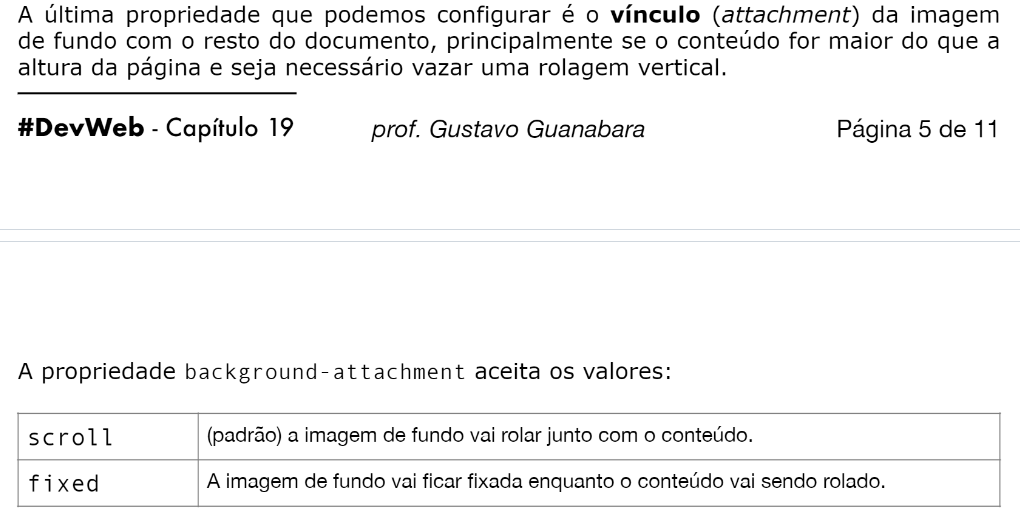 A última propriedade que podemos configurar é o vínculo (attachment) da imagem
de fundo com o resto do documento, principalmente se o conteúdo for maior do que a
altura da página e seja necessário vazar uma rolagem vertical.
#DevWeb - Capítulo 19 prof. Gustavo Guanabara Página 5 de 11
A propriedade background-attachment aceita os valores:
scroll (padrão) a imagem de fundo vai rolar junto com o conteúdo.
fixed A imagem de fundo vai ficar fixada enquanto o conteúdo vai sendo rolado.